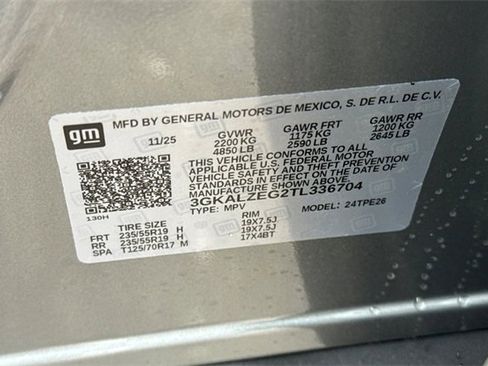 gm
MFD BY GENERAL MOTORS DE MEXICO, S. DE R.L. DE C.V.
11/25 GVWR GAWR FRT GAWR RR
2200 KG 1175 KG 1200 KG
4850 LB 2590 LB 2645 LB
THIS VEHICLE CONFORMS TO ALL
APPLICABLE U.S. FEDERAL MOTOR
VEHICLE SAFETY AND THEFT PREVENTION
STANDARDS IN EFFECT ON THE DATE OF
MANUFACTURE SHOWN ABOVE.
3GKALZEG2TL336704
130H
TYPE: MPV MODEL: 24TPE26
TIRE SIZE RIM
FRT 235/55R19 H 19X7.5J
RR 235/55R19 H 19X7.5J
SPA T125/70R17 M 17X4BT